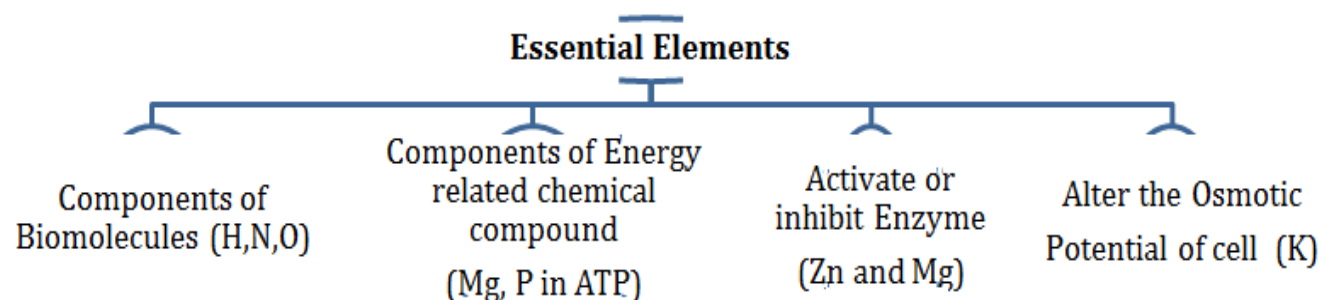 Essential Elements
Components of
Biomolecules (H,N,O)
Components of Energy
related chemical
compound
(Mg, P in ATP)
Activate or
inhibit Enzyme
(Zn and Mg)
Alter the Osmotic
Potential of cell (K)